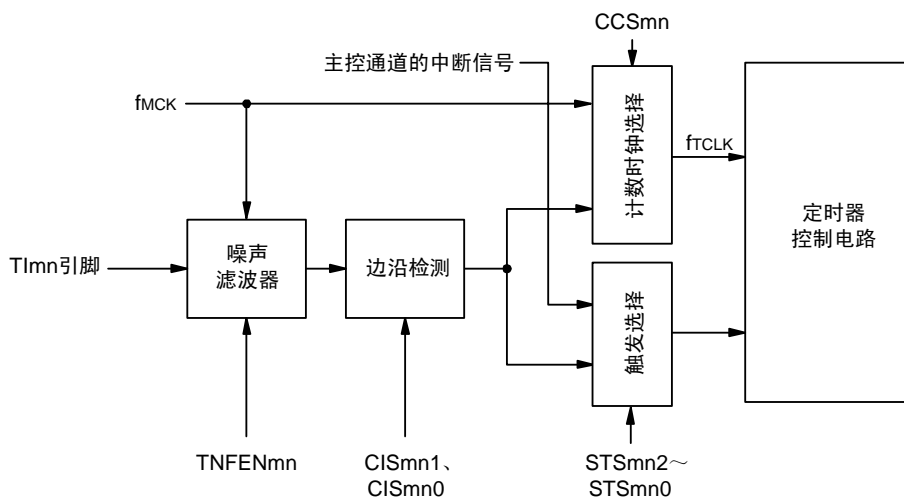 CCSmn
主控通道的中断信号
fMCK
计数时钟选择
fTCLK
定时器
控制电路
TImn引脚
噪声
滤波器
边沿检测
触发选择
TNFENmn
CISmn1、
CISmn0
STSmn2～
STSmn0